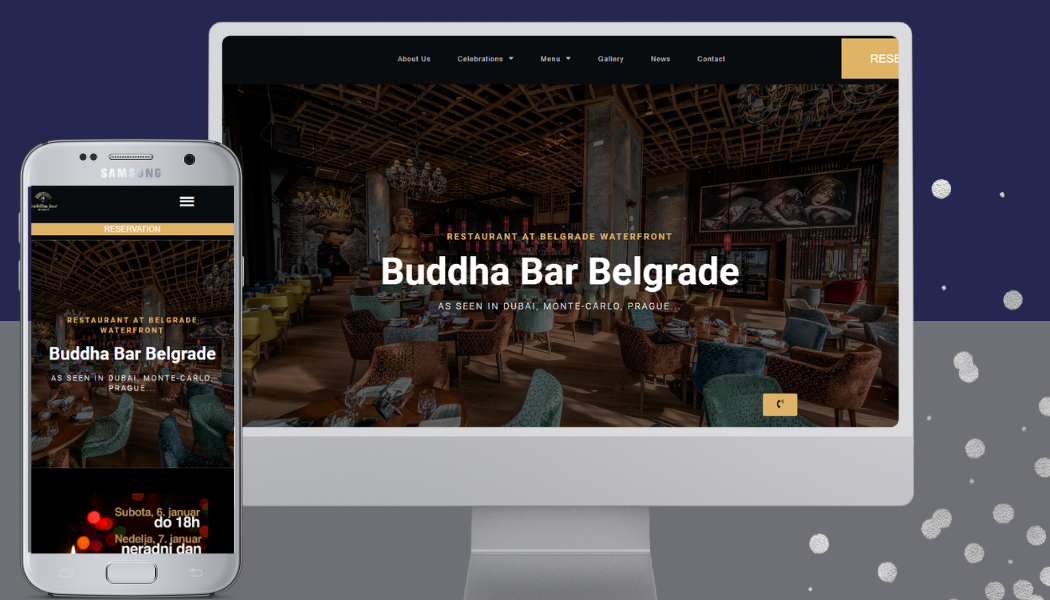 About Us
Celebrations
Menu
Gallery
News
Contact
RESE
RESTAURANT AT BELGRADE WATERFRONT
Buddha Bar Belgrade
AS SEEN IN DUBAI, MONTE-CARLO, PRAGUE...
SAMSUNG
RESERVATION
RESTAURANT AT BELGRADE
WATERFRONT
Buddha Bar Belgrade
AS SEEN IN DUBAI, MONTE-CARLO,
PRAGUE...
Subota, 6. januar
do 18h
Nedelja, 7. januar
neradni dan